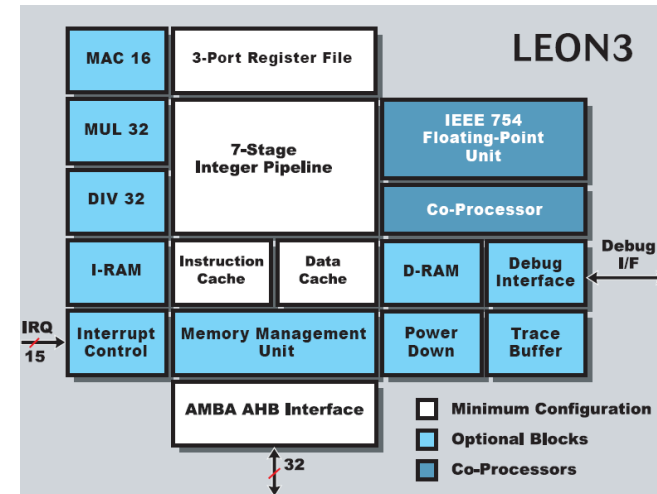 LEON3
MAC 16
3-Port Register File
MUL 32
7-Stage
Integer Pipeline
IEEE 754
Floating-Point
Unit
DIV 32
Co-Processor
I-RAM
Instruction
Cache
Data
Cache
D-RAM
Debug
Interface
Debug
I/F
IRQ
15
Interrupt
Control
Memory Management
Unit
Power
Down
Trace
Buffer
AMBA AHB Interface
32
Minimum Configuration
Optional Blocks
Co-Processors